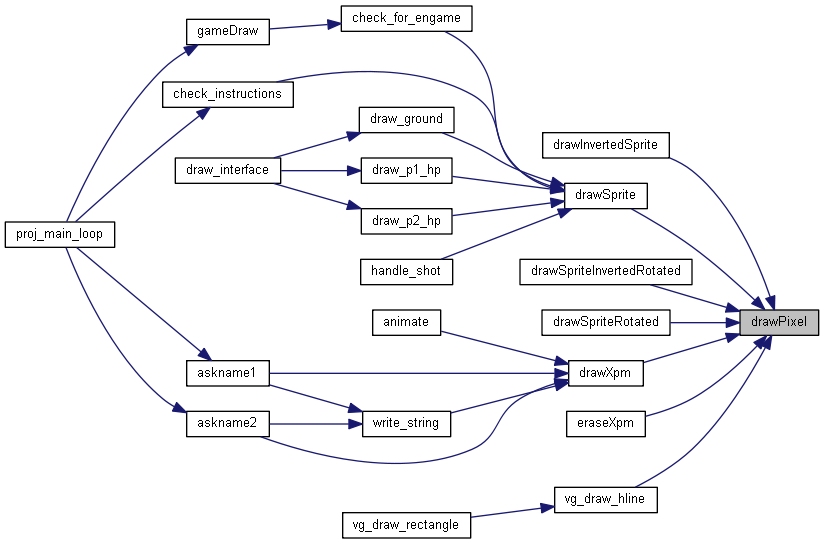 check_for_engame
gameDraw
check_instructions
draw_ground
drawInvertedSprite
draw_interface
draw_p1_hp
drawSprite
draw_p2_hp
proj_main_loop
handle_shot
drawSpriteInvertedRotated
animate
drawSpriteRotated
drawPixel
askname1
drawXpm
askname2
write_string
eraseXpm
vg_draw_hline
vg_draw_rectangle